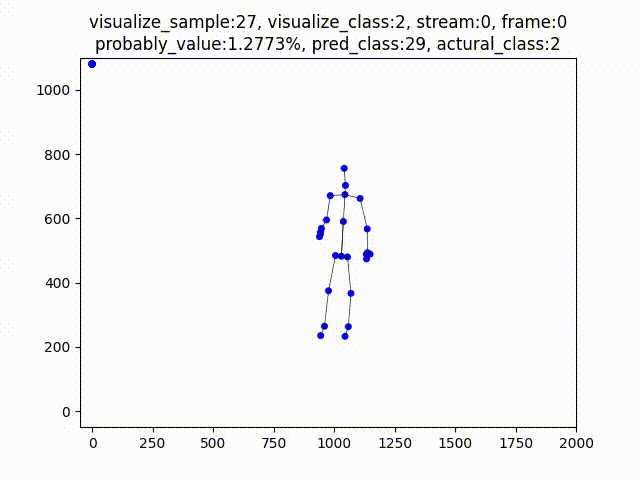 visualize_sample:27, visualize_class:2, stream:0, frame:0
probably_value:1.2773%, pred_class:29, actural_class:2
1000
800
600
400
200
0
0 250 500 750 1000 1250 1500 1750 2000